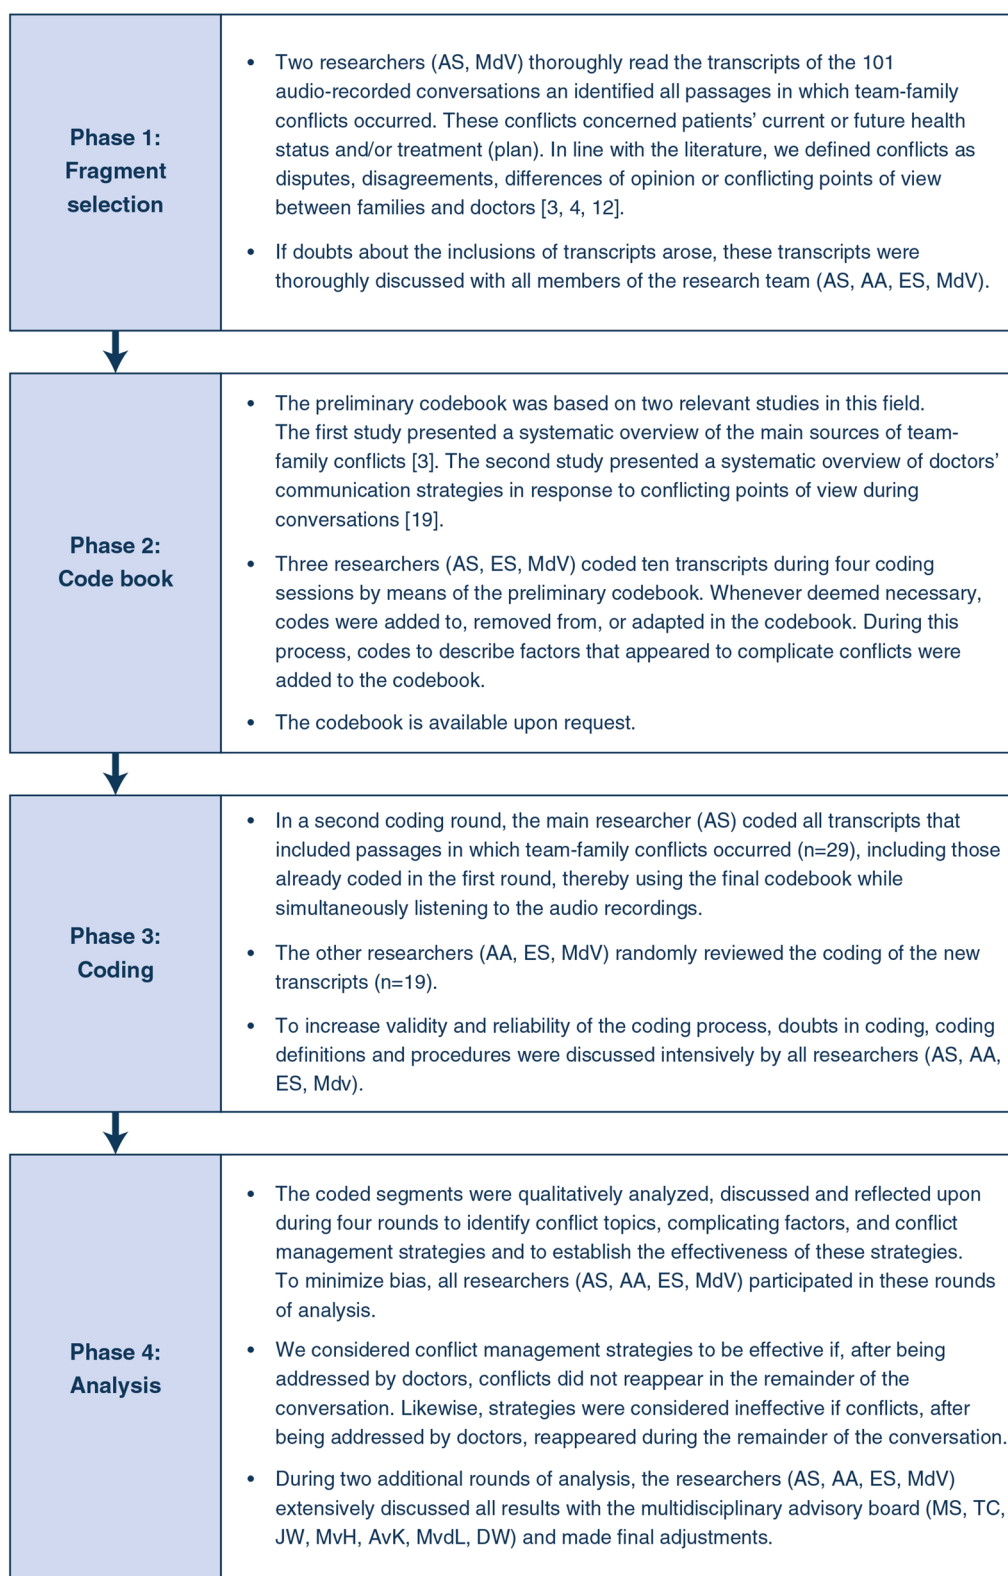 Phase 1:
Fragment
selection
• Two researchers (AS, MdV) thoroughly read the transcripts of the 101
audio-recorded conversations an identified all passages in which team-family
conflicts occurred. These conflicts concerned patients’ current or future health
status and/or treatment (plan). In line with the literature, we defined conflicts as
disputes, disagreements, differences of opinion or conflicting points of view
between families and doctors [3, 4, 12].
• If doubts about the inclusions of transcripts arose, these transcripts were
thoroughly discussed with all members of the research team (AS, AA, ES, MdV).
Phase 2:
Code book
• The preliminary codebook was based on two relevant studies in this field.
The first study presented a systematic overview of the main sources of team-
family conflicts [3]. The second study presented a systematic overview of doctors’
communication strategies in response to conflicting points of view during
conversations [19].
• Three researchers (AS, ES, MdV) coded ten transcripts during four coding
sessions by means of the preliminary codebook. Whenever deemed necessary,
codes were added to, removed from, or adapted in the codebook. During this
process, codes to describe factors that appeared to complicate conflicts were
added to the codebook.
• The codebook is available upon request.
Phase 3:
Coding
• In a second coding round, the main researcher (AS) coded all transcripts that
included passages in which team-family conflicts occurred (n=29), including those
already coded in the first round, thereby using the final codebook while
simultaneously listening to the audio recordings.
• The other researchers (AA, ES, MdV) randomly reviewed the coding of the new
transcripts (n=19).
• To increase validity and reliability of the coding process, doubts in coding, coding
definitions and procedures were discussed intensively by all researchers (AS, AA,
ES, Mdv).
Phase 4:
Analysis
• The coded segments were qualitatively analyzed, discussed and reflected upon
during four rounds to identify conflict topics, complicating factors, and conflict
management strategies and to establish the effectiveness of these strategies.
To minimize bias, all researchers (AS, AA, ES, MdV) participated in these rounds
of analysis.
• We considered conflict management strategies to be effective if, after being
addressed by doctors, conflicts did not reappear in the remainder of the
conversation. Likewise, strategies were considered ineffective if conflicts, after
being addressed by doctors, reappeared during the remainder of the conversation.
• During two additional rounds of analysis, the researchers (AS, AA, ES, MdV)
extensively discussed all results with the multidisciplinary advisory board (MS, TC,
JW, MvH, AvK, MvdL, DW) and made final adjustments.